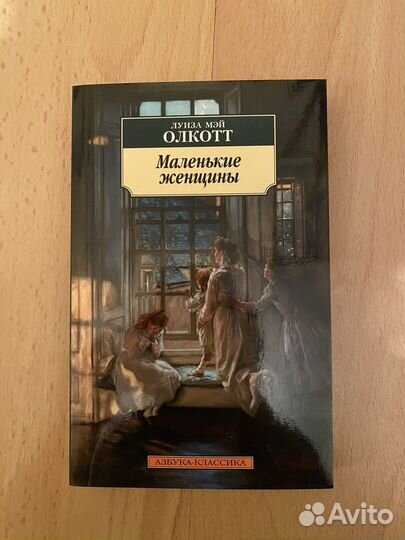 ЛУИЗА МЭЙ
ОЛКОТТ
Маленькие
женщины
АЗБУКА-КЛАССИКА
Avito